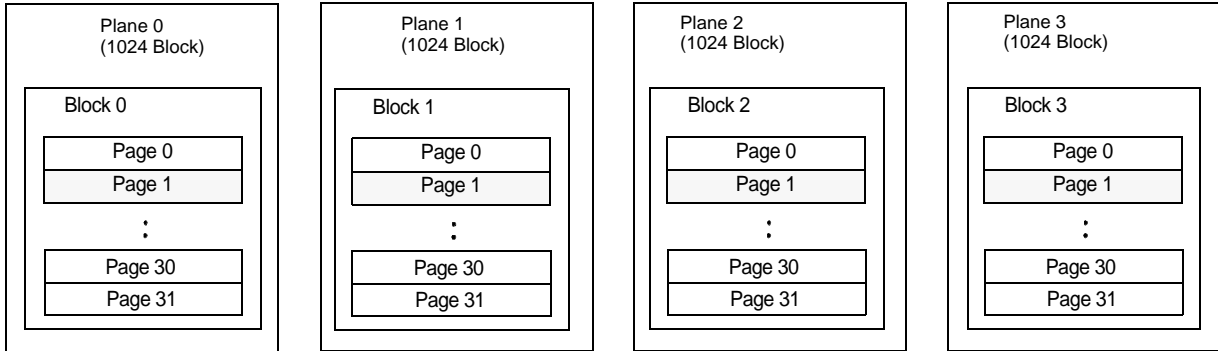 Plane 0
(1024 Block)
Block 0
Page 0
Page 1
Page 30
Page 31
Plane 1
(1024 Block)
Block 1
Page 0
Page 1
Page 30
Page 31
Plane 2
(1024 Block)
Block 2
Page 0
Page 1
Page 30
Page 31
Plane 3
(1024 Block)
Block 3
Page 0
Page 1
Page 30
Page 31